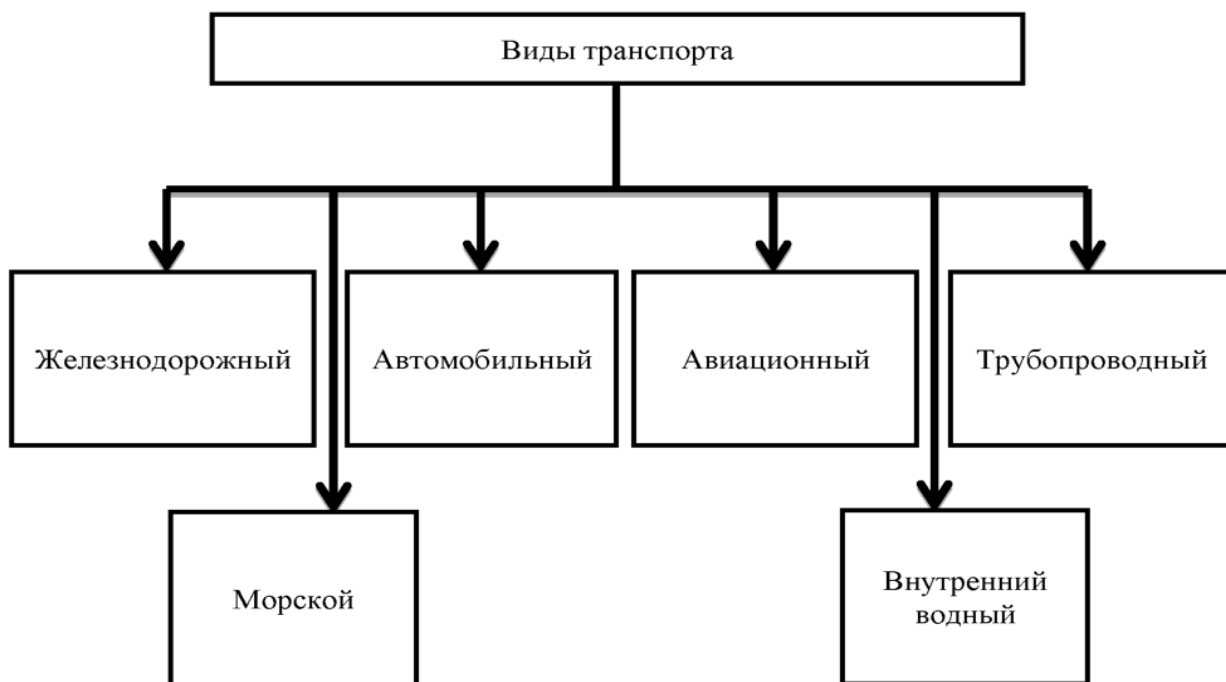 Виды транспорта
Железнодорожный
Автомобильный
Авиационный
Трубопроводный
Морской
Внутренний
водный